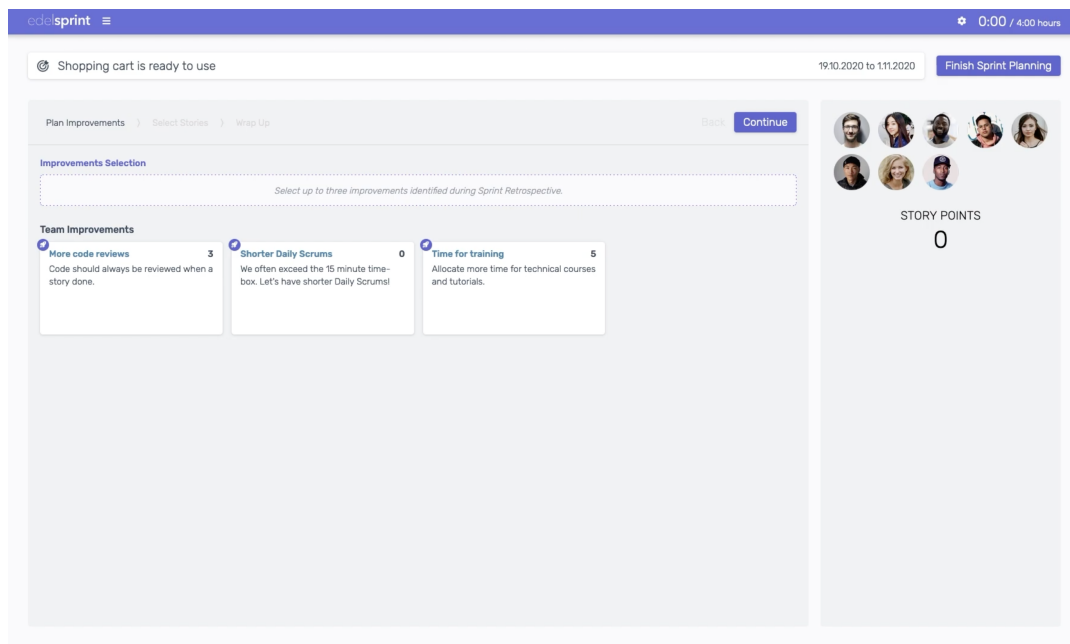 edelsprint
0:00 / 4:00 hours
Shopping cart is ready to use
19.10.2020 to 1.11.2020
Finish Sprint Planning
Plan Improvements > Select Stories > Wrap Up
Back
Continue
Improvements Selection
Select up to three improvements identified during Sprint Retrospective.
Team Improvements
More code reviews 3
Code should always be reviewed when a
story done.
Shorter Daily Scrums 0
We often exceed the 15 minute time-
box. Let's have shorter Daily Scrums!
Time for training 5
Allocate more time for technical courses
and tutorials.
STORY POINTS
0